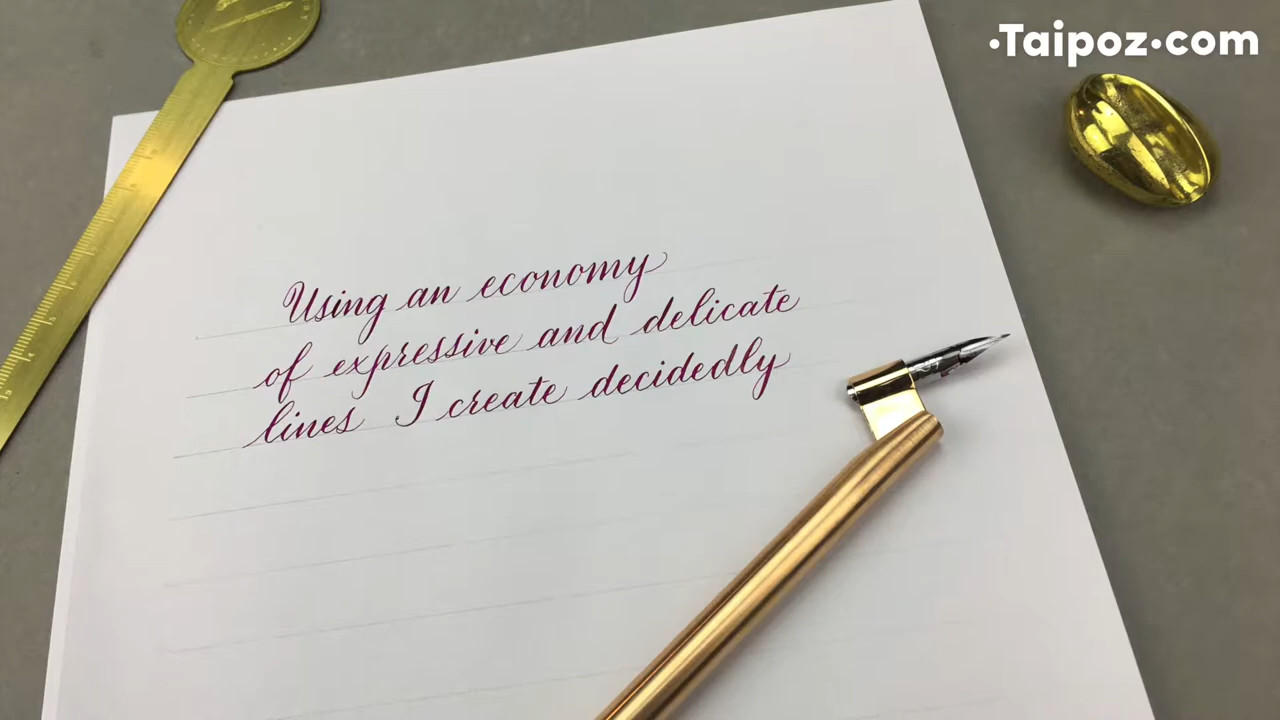 ·Taipoz·com
Using an economy
of expressive and delicate
lines I create decidedly